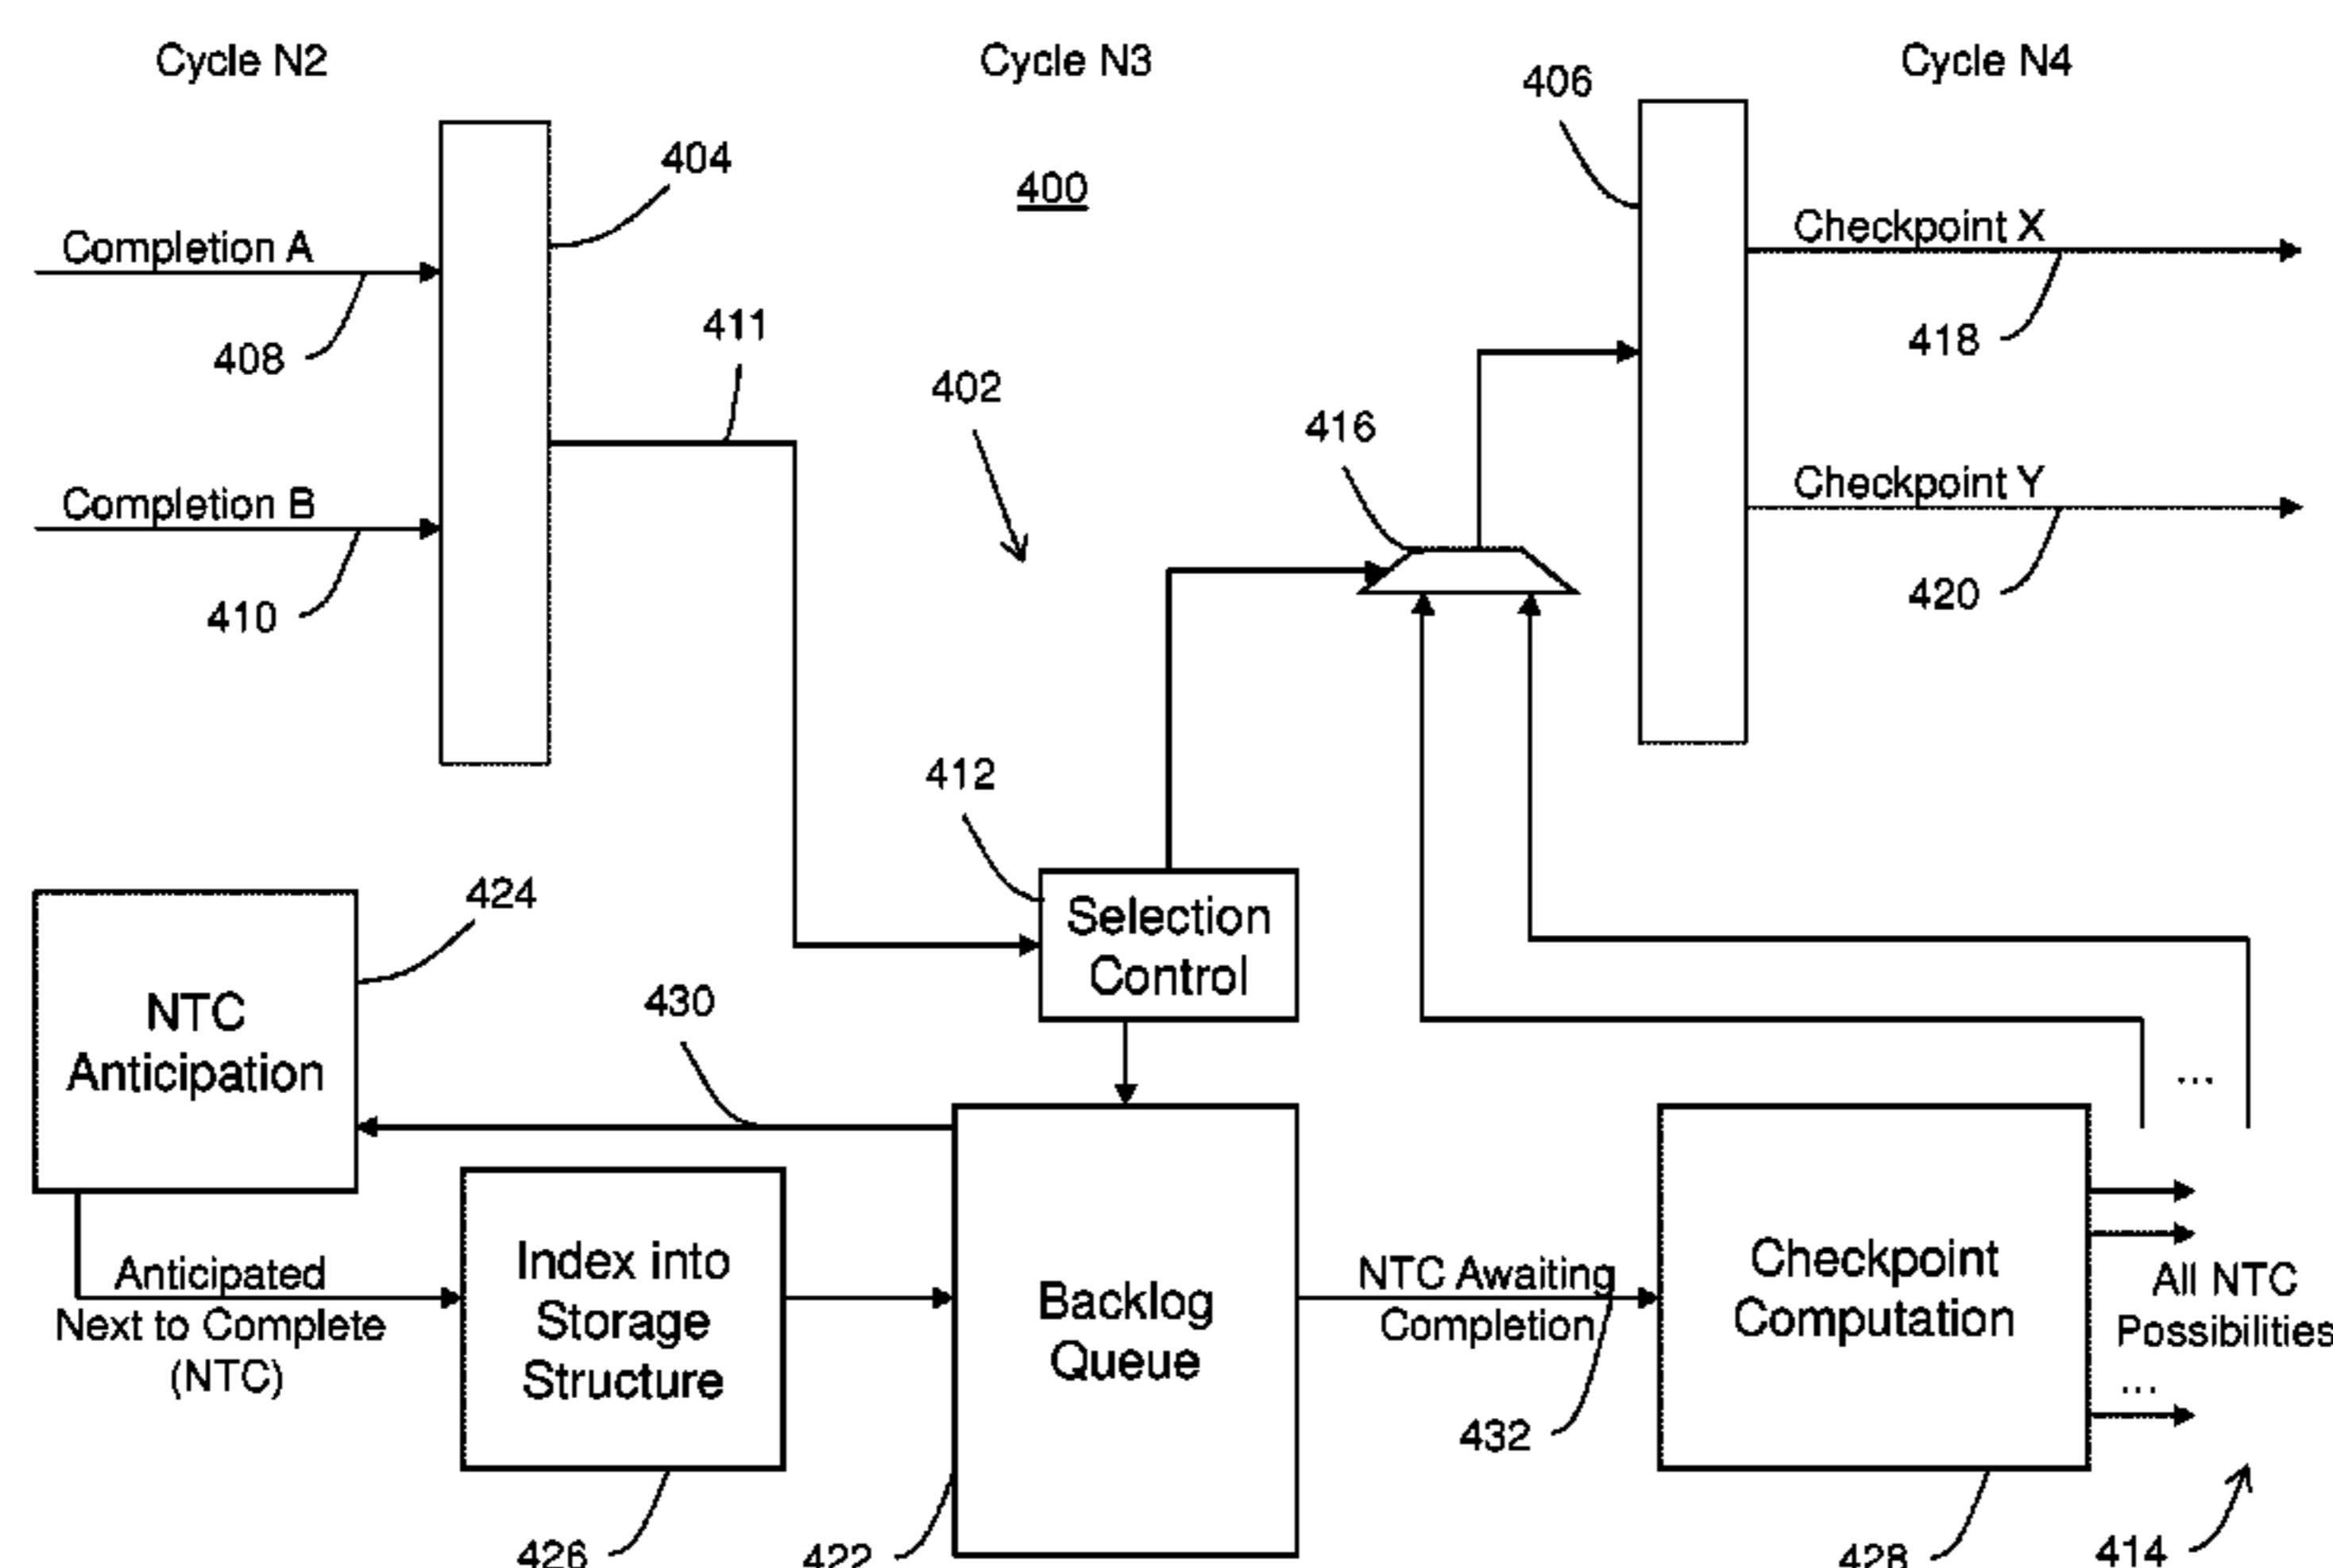 Cycle N2
Cycle N3
Cycle N4
406
404
400
Completion A
Checkpoint X
411
408
418
402
416
Completion B
Checkpoint Y
410
420
412
424
Selection
Control
NTC
Anticipation
430
...
Anticipated
Next to Complete
(NTC)
Index into
Storage
Structure
Backlog
Queue
NTC Awaiting
Completion
Checkpoint
Computation
All NTC
Possibilities
...
432
426
422
428
414